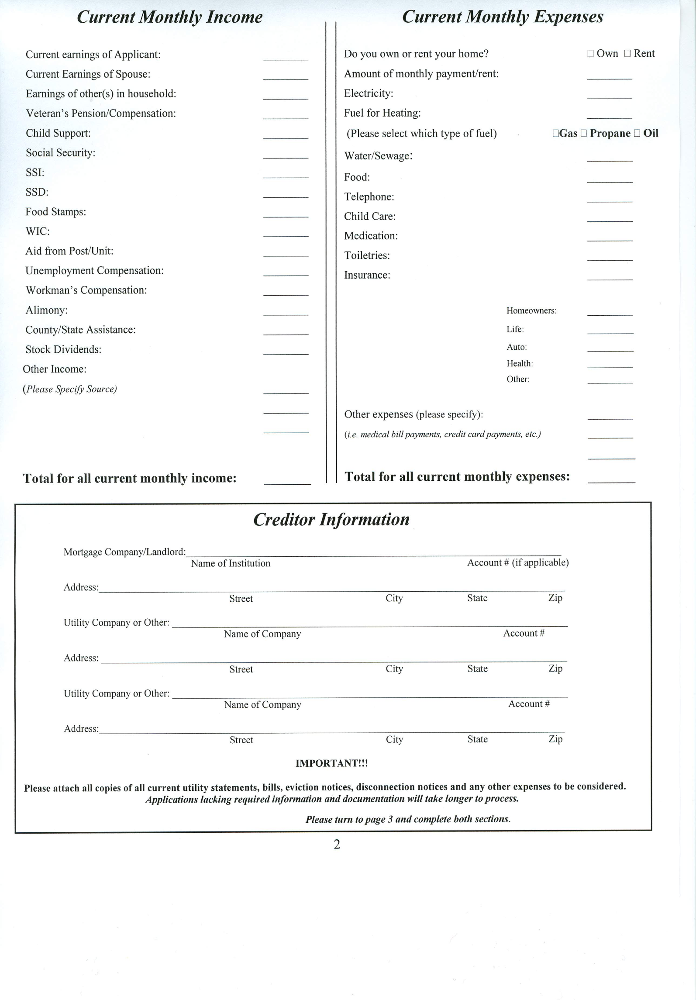 Current Monthly Income
Current earnings of Applicant:
Current Earnings of Spouse:
Earnings of other(s) in household:
Veteran's Pension/Compensation:
Child Support:
Social Security:
SSI:
SSD:
Food Stamps:
WIC:
Aid from Post/Unit:
Unemployment Compensation:
Workman's Compensation:
Alimony:
County/State Assistance:
Stock Dividends:
Other Income:
(Please Specify Source)
Total for all current monthly income:
Current Monthly Expenses
Do you own or rent your home? □ Own □ Rent
Amount of monthly payment/rent:
Electricity:
Fuel for Heating:
(Please select which type of fuel) □Gas □ Propane □ Oil
Water/Sewage:
Food:
Telephone:
Child Care:
Medication:
Toiletries:
Insurance:
Homeowners:
Life:
Auto:
Health:
Other:
Other expenses (please specify):
(i.e. medical bill payments, credit card payments, etc.)
Total for all current monthly expenses:
Creditor Information
Mortgage Company/Landlord:
Name of Institution Account # (if applicable)
Address:
Street City State Zip
Utility Company or Other:
Name of Company Account #
Address:
Street City State Zip
Utility Company or Other:
Name of Company Account #
Address:
Street City State Zip
IMPORTANT!!!
Please attach all copies of all current utility statements, bills, eviction notices, disconnection notices and any other expenses to be considered.
Applications lacking required information and documentation will take longer to process.
Please turn to page 3 and complete both sections.
2